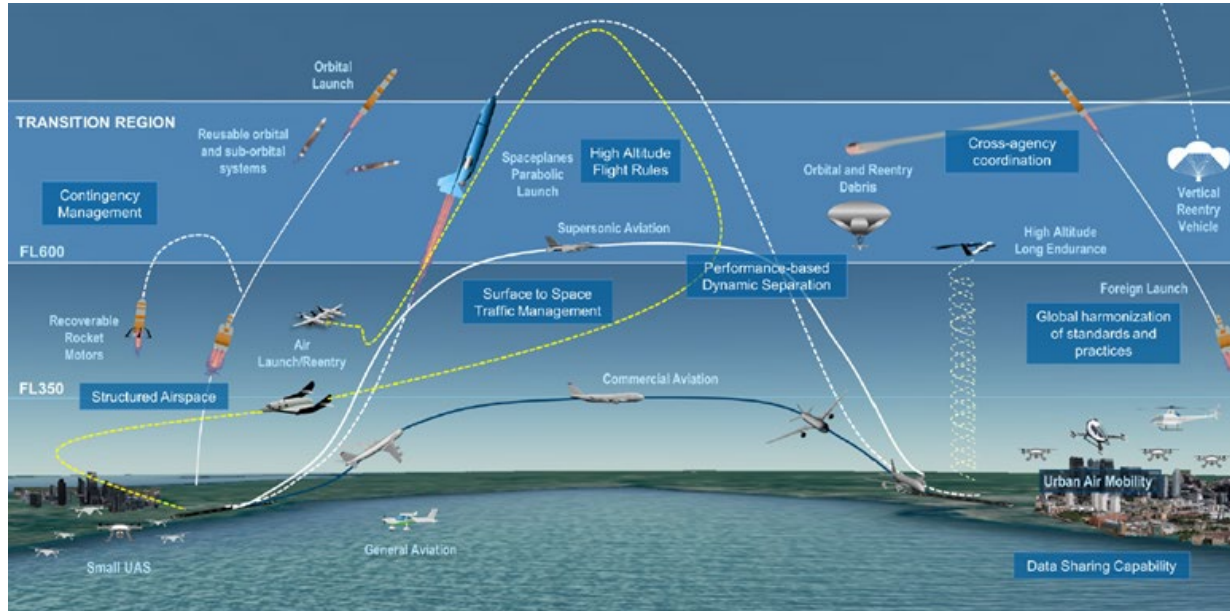 Orbital
Launch
TRANSITION REGION
Reusable orbital
and sub-orbital
systems
Spaceplanes
Parabolic
Launch
High Altitude
Flight Rules
Cross-agency
coordination
Orbital and Reentry
Debris
Contingency
Management
Vertical
Reentry
Vehicle
Supersonic Aviation
High Altitude
Long Endurance
FL600
Performance-based
Dynamic Separation
Surface to Space
Traffic Management
Foreign Launch
Global harmonization
of standards and
practices
Recoverable
Rocket
Motors
Air
Launch/Reentry
FL350
Structured Airspace
Commercial Aviation
Urban Air Mobility
General Aviation
Small UAS
Data Sharing Capability